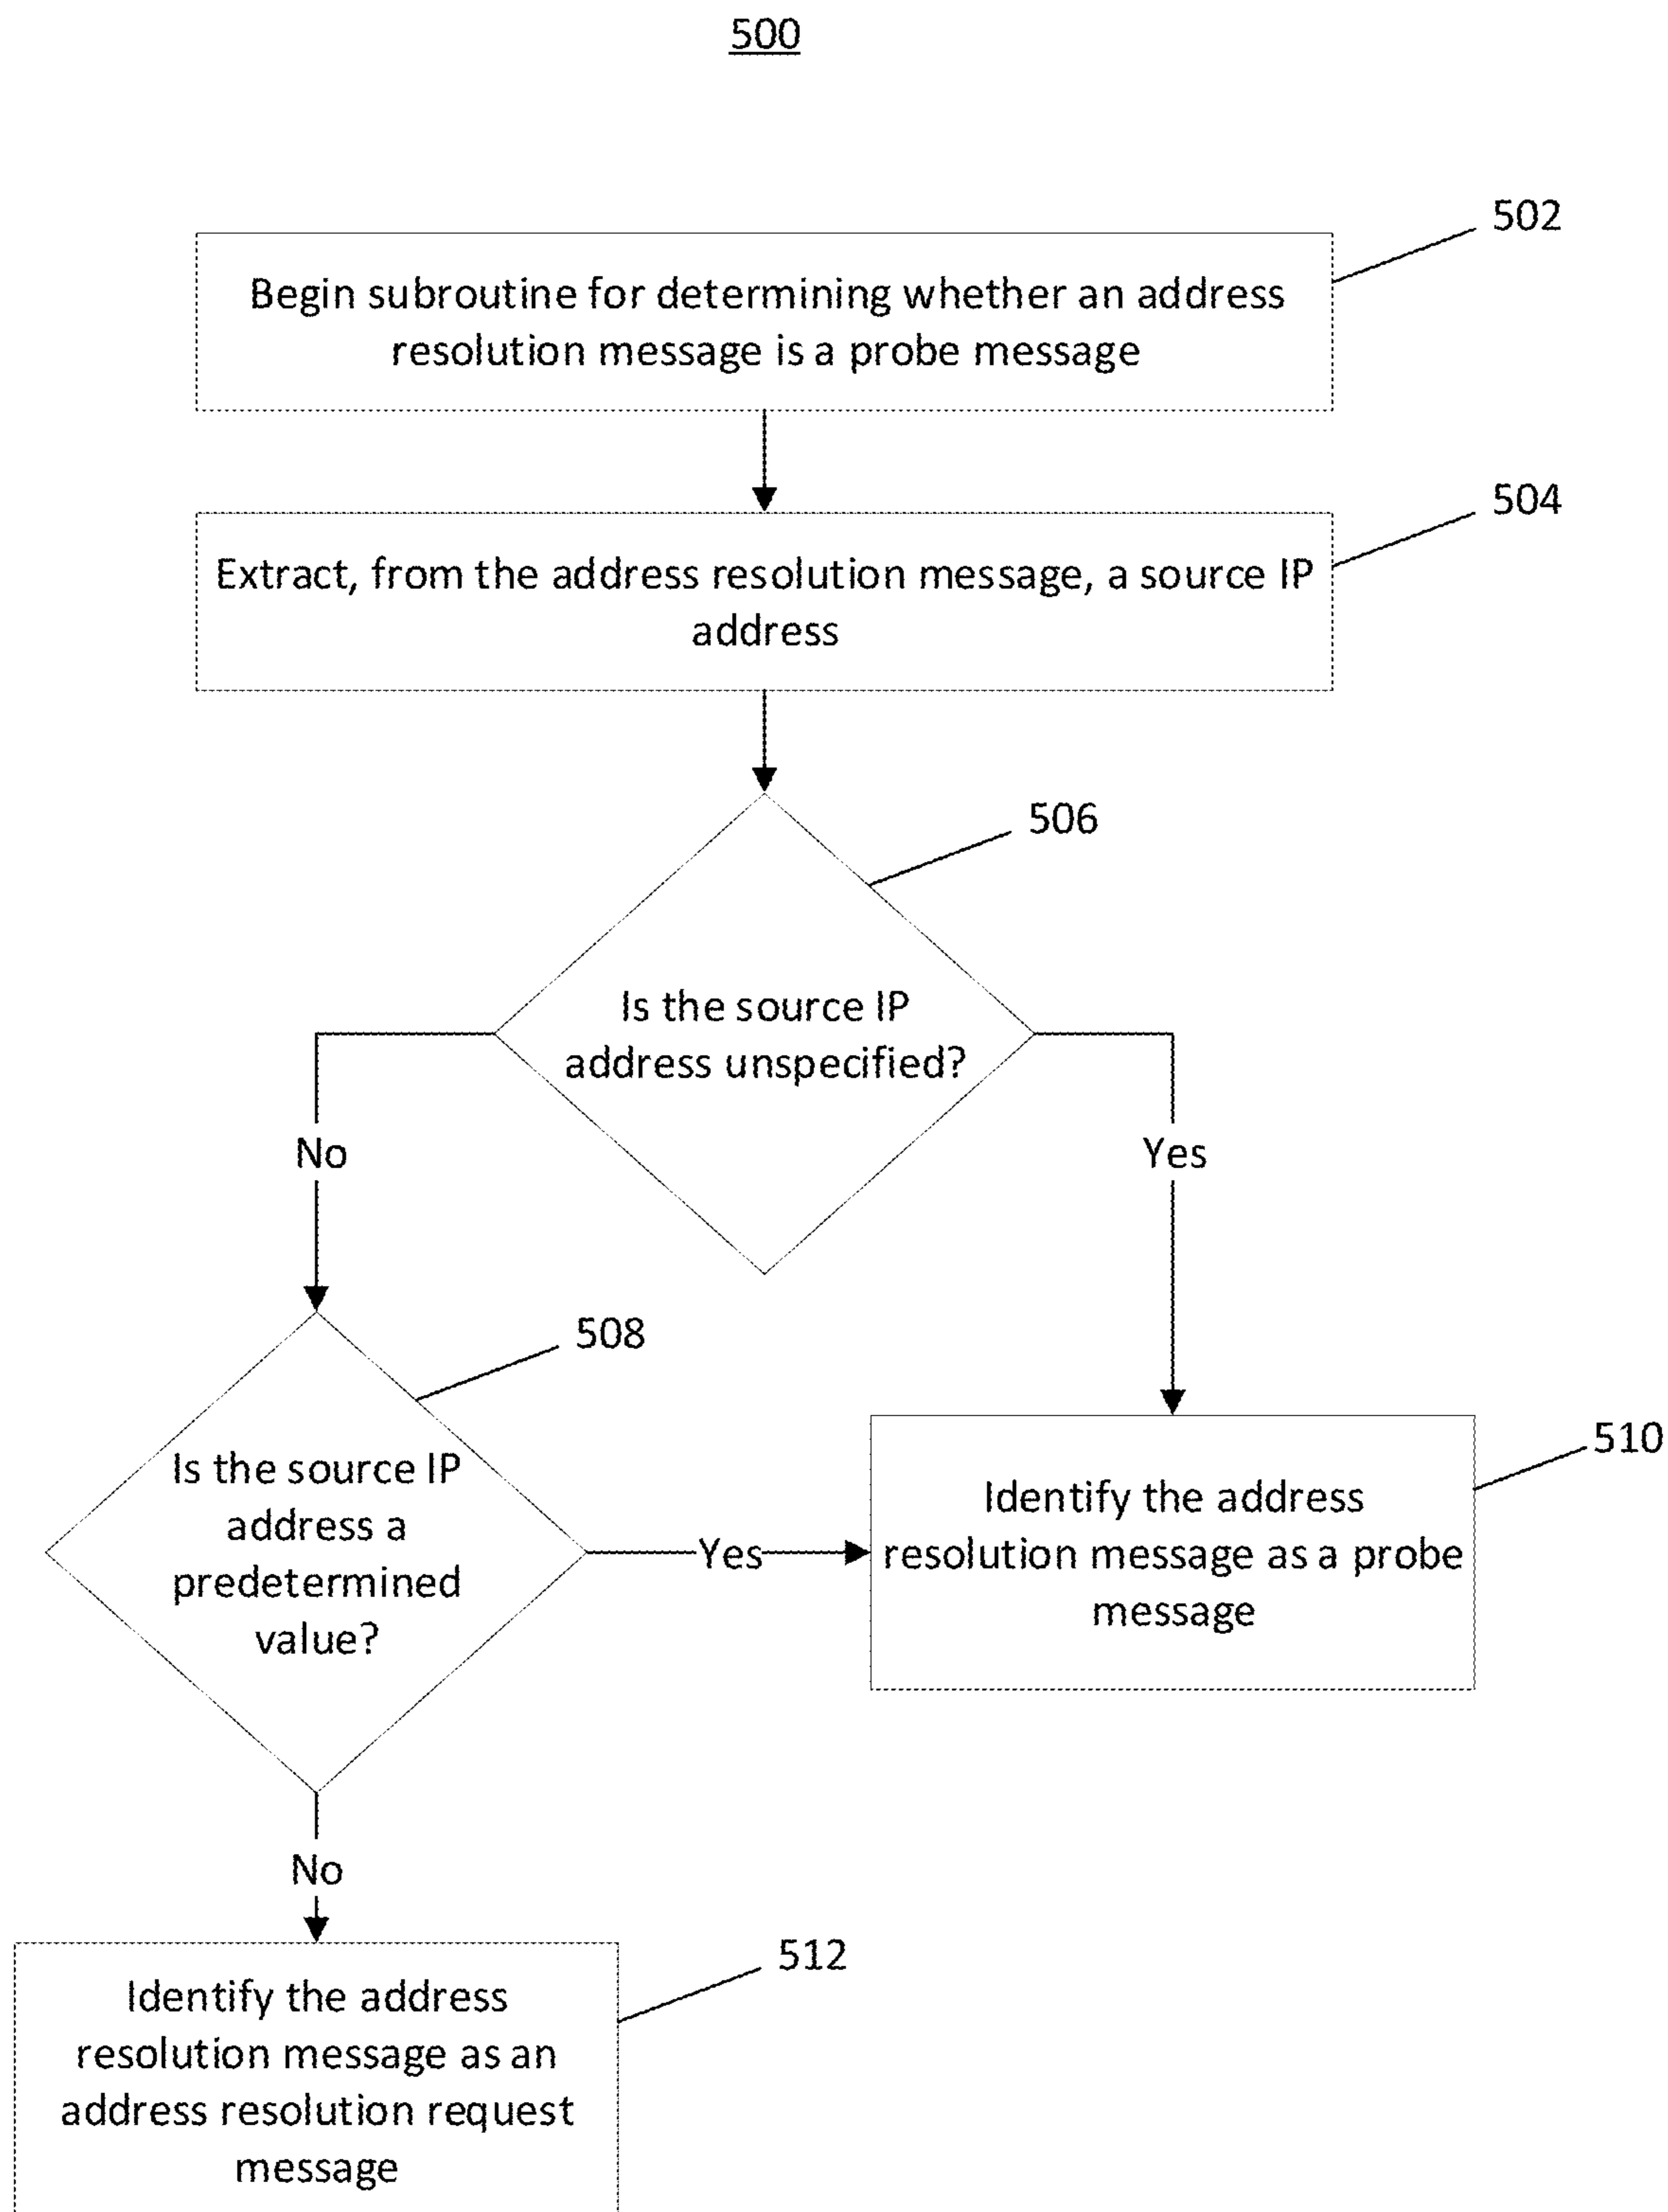 500
502
Begin subroutine for determining whether an address
resolution message is a probe message
504
Extract, from the address resolution message, a source IP
address
506
Is the source IP
address unspecified?
No
Yes
508
Is the source IP
address a
predetermined
value?
Yes
510
Identify the address
resolution message as a probe
message
No
512
Identify the address
resolution message as an
address resolution request
message